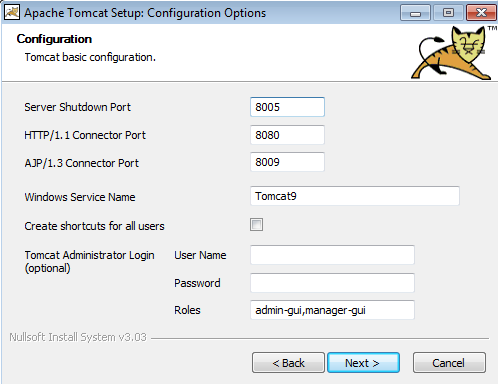 Apache Tomcat Setup: Configuration Options
Configuration
Tomcat basic configuration.
TM
Server Shutdown Port 8005
HTTP/1.1 Connector Port 8080
AJP/1.3 Connector Port 8009
Windows Service Name Tomcat9
Create shortcuts for all users
Tomcat Administrator Login User Name
(optional)
Password
Roles admin-gui,manager-gui
Nullsoft Install System v3.03
< Back Next > Cancel